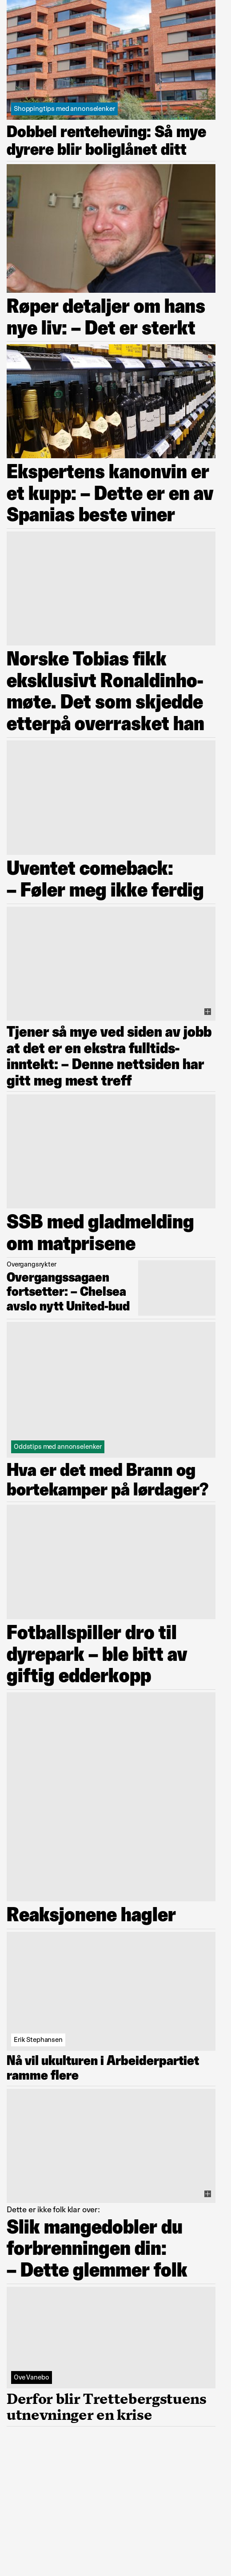 Shoppingtips med annonselenker
Dobbel renteheving: Så mye
dyrere blir boliglånet ditt
Røper detaljer om hans
nye liv: – Det er sterkt
Ekspertens kanonvin er
et kupp: – Dette er en av
Spanias beste viner
Norske Tobias fikk
eksklusivt Ronaldinho-
møte. Det som skjedde
etterpå overrasket han
Uventet comeback:
– Føler meg ikke ferdig
Tjener så mye ved siden av jobb
at det er en ekstra fulltids-
inntekt: – Denne nettsiden har
gitt meg mest treff
SSB med gladmelding
om matprisene
Overgangsrykter
Overgangssagaen
fortsetter: – Chelsea
avslo nytt United-bud
Oddstips med annonselenker
Hva er det med Brann og
bortekamper på lørdager?
Fotballspiller dro til
dyrepark – ble bitt av
giftig edderkopp
Reaksjonene hagler
Erik Stephansen
Nå vil ukulturen i Arbeiderpartiet
ramme flere
Dette er ikke folk klar over:
Slik mangedobler du
forbrenningen din:
– Dette glemmer folk
Ove Vanebo
Derfor blir Trettebergstuens
utnevninger en krise